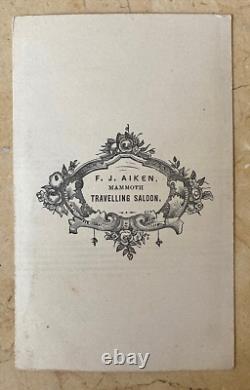 F. J. AIKEN,
MAMMOTH
TRAVELLING SALOON.